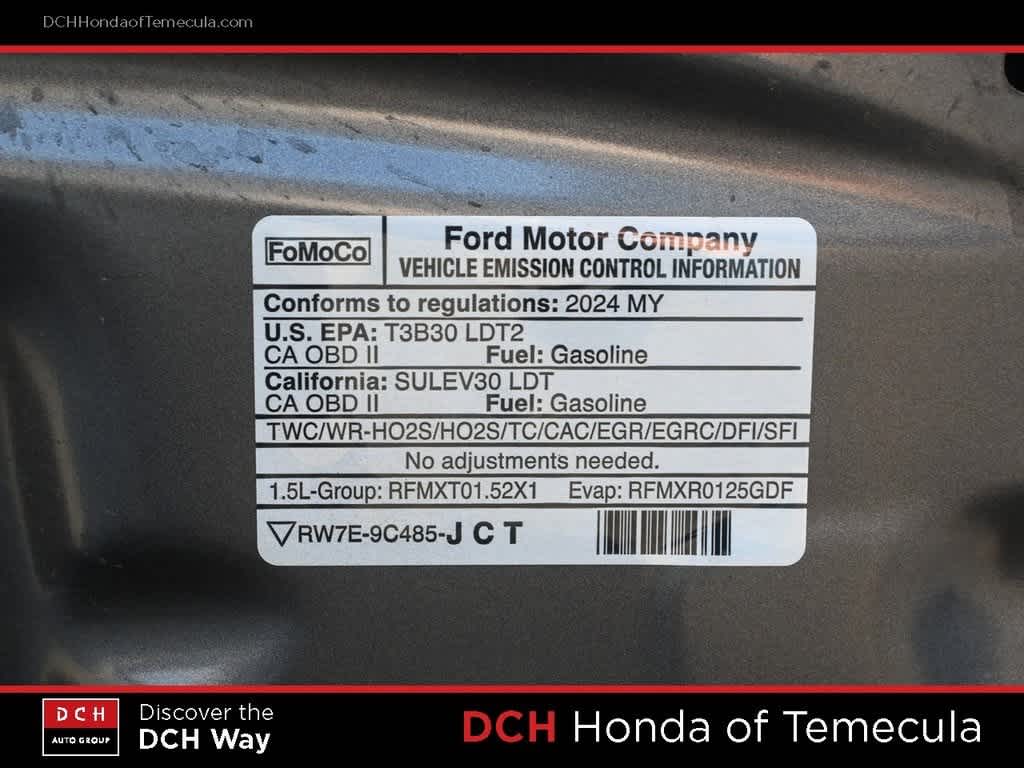 DCHHondaofTemecula.com
FoMoCo
Ford Motor Company
VEHICLE EMISSION CONTROL INFORMATION
Conforms to regulations: 2024 MY
U.S. EPA: T3B30 LDT2
CA OBD II Fuel: Gasoline
California: SULEV30 LDT
CA OBD II Fuel: Gasoline
TWC/WR-HO2S/HO2S/TC/CAC/EGR/EGRC/DFI/SFI
No adjustments needed.
1.5L-Group: RFMXT01.52X1 Evap: RFMXR0125GDF
RW7E-9C485-J C T
DCH
AUTO GROUP
Discover the
DCH Way
DCH Honda of Temecula